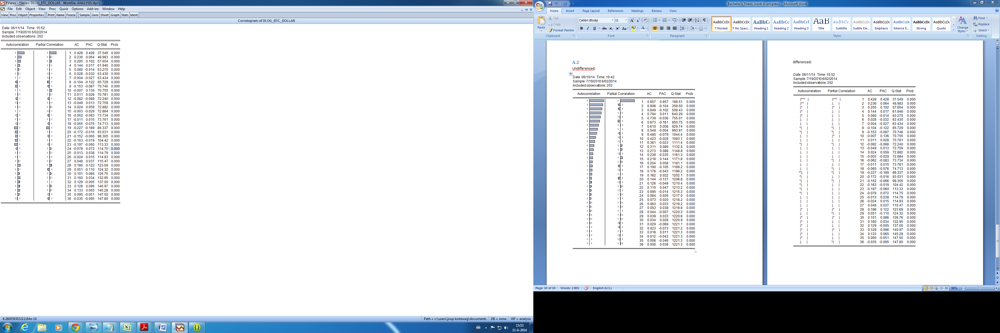 EViews - [Series: DLOG_BTC_DOLLAR Workfile: ANALYSIS::Bpi\]
File Edit Object View Proc Quick Options Add-ins Window Help
View Proc Object Properties Print Name Freeze Sample Genr Sheet Graph Stats Ident
Correlogram of DLOG_BTC_DOLLAR
Date: 06/11/14 Time: 15:52
Sample: 7/19/2010 6/02/2014
Included observations: 202
Autocorrelation Partial Correlation AC PAC Q-Stat Prob
1 0.428 0.428 37.549 0.000
2 0.236 0.064 48.983 0.000
3 0.205 0.102 57.654 0.000
4 0.144 0.017 61.946 0.000
5 0.080 -0.014 63.270 0.000
6 0.028 -0.032 63.430 0.000
7 -0.004 -0.027 63.434 0.000
8 -0.104 -0.122 65.729 0.000
9 -0.153 -0.087 70.746 0.000
10 -0.007 0.136 70.755 0.000
11 0.011 0.028 70.781 0.000
12 -0.082 -0.088 72.240 0.000
13 -0.049 0.013 72.759 0.000
14 0.024 0.059 72.882 0.000
15 -0.003 -0.029 72.884 0.000
16 -0.062 -0.083 73.734 0.000
17 -0.011 0.015 73.761 0.000
18 -0.065 -0.076 74.713 0.000
19 -0.227 -0.189 86.337 0.000
20 -0.172 -0.016 93.031 0.000
21 -0.152 -0.066 98.305 0.000
22 -0.163 -0.019 104.42 0.000
23 -0.197 -0.060 113.33 0.000
24 -0.078 0.072 114.75 0.000
25 -0.013 0.038 114.79 0.000
26 -0.024 0.015 114.93 0.000
27 0.048 0.037 115.47 0.000
28 0.186 0.122 123.69 0.000
29 0.051 -0.110 124.32 0.000
30 0.101 0.086 126.76 0.000
31 0.160 0.034 132.95 0.000
32 0.129 -0.005 137.00 0.000
33 0.128 0.096 140.97 0.000
34 0.133 0.065 145.28 0.000
35 0.095 -0.051 147.50 0.000
36 -0.035 -0.095 147.80 0.000
8.260059303211164e-14
Path = c:\users\joop korteweg\documents DB = none WF = analysis
15:53
11-6-2014
Bachelor's Thesis (work in progress) - Microsoft Word
Home Insert Page Layout References Mailings Review View
Paste
Cut
Copy
Format Painter
Calibri (Body) 11
AaBbCcDc AaBbCcDc AaBbC( AaBbCc AaBbCcI AaB AaBbCc. AaBbCcDc AaBbCcDc AaBbCcDc AaBbCcDc AaBbCcDc
¶ Normal ¶ No Spaci... Heading 1 Heading 2 Heading 3 Title Subtitle Subtle Em... Emphasis Intense E... Strong Quote
Change Styles
Find
Replace
Select
Clipboard Font Paragraph Styles Editing
A.2
Undifferenced:
Date: 06/10/14 Time: 19:42
Sample: 7/19/2010 6/02/2014
Included observations: 203
Autocorrelation Partial Correlation AC PAC Q-Stat Prob
1 0.957 0.957 188.51 0.000
2 0.906 -0.104 358.50 0.000
3 0.849 -0.102 508.43 0.000
4 0.794 0.011 640.29 0.000
5 0.739 -0.036 755.01 0.000
6 0.673 -0.161 850.75 0.000
7 0.610 0.008 929.74 0.000
8 0.548 -0.004 993.91 0.000
9 0.485 -0.079 1044.4 0.000
10 0.423 -0.028 1083.1 0.000
11 0.361 -0.023 1111.4 0.000
12 0.311 0.089 1132.5 0.000
13 0.273 0.088 1148.8 0.000
14 0.238 -0.035 1161.3 0.000
15 0.218 0.144 1171.8 0.000
16 0.204 0.058 1181.1 0.000
17 0.190 -0.105 1189.2 0.000
18 0.176 -0.043 1196.2 0.000
19 0.162 0.022 1202.1 0.000
20 0.144 -0.131 1206.8 0.000
21 0.126 -0.049 1210.4 0.000
22 0.110 0.047 1213.2 0.000
23 0.095 -0.014 1215.3 0.000
24 0.084 0.026 1217.0 0.000
25 0.073 0.020 1218.2 0.000
26 0.063 0.033 1219.2 0.000
27 0.053 0.038 1219.8 0.000
28 0.044 -0.007 1220.3 0.000
29 0.038 0.033 1220.6 0.000
30 0.034 0.028 1220.9 0.000
31 0.029 -0.069 1221.1 0.000
32 0.023 -0.073 1221.2 0.000
33 0.018 0.011 1221.3 0.000
34 0.012 -0.043 1221.3 0.000
35 0.006 -0.046 1221.3 0.000
36 0.000 0.038 1221.3 0.000
differenced:
Date: 06/11/14 Time: 15:52
Sample: 7/19/2010 6/02/2014
Included observations: 202
Autocorrelation Partial Correlation AC PAC Q-Stat Prob
1 0.428 0.428 37.549 0.000
2 0.236 0.064 48.983 0.000
3 0.205 0.102 57.654 0.000
4 0.144 0.017 61.946 0.000
5 0.080 -0.014 63.270 0.000
6 0.028 -0.032 63.430 0.000
7 -0.004 -0.027 63.434 0.000
8 -0.104 -0.122 65.729 0.000
9 -0.153 -0.087 70.746 0.000
10 -0.007 0.136 70.755 0.000
11 0.011 0.028 70.781 0.000
12 -0.082 -0.088 72.240 0.000
13 -0.049 0.013 72.759 0.000
14 0.024 0.059 72.882 0.000
15 -0.003 -0.029 72.884 0.000
16 -0.062 -0.083 73.734 0.000
17 -0.011 0.015 73.761 0.000
18 -0.065 -0.076 74.713 0.000
19 -0.227 -0.189 86.337 0.000
20 -0.172 -0.016 93.031 0.000
21 -0.152 -0.066 98.305 0.000
22 -0.163 -0.019 104.42 0.000
23 -0.197 -0.060 113.33 0.000
24 -0.078 0.072 114.75 0.000
25 -0.013 0.038 114.79 0.000
26 -0.024 0.015 114.93 0.000
27 0.048 0.037 115.47 0.000
28 0.186 0.122 123.69 0.000
29 0.051 -0.110 124.32 0.000
30 0.101 0.086 126.76 0.000
31 0.160 0.034 132.95 0.000
32 0.129 -0.005 137.00 0.000
33 0.128 0.096 140.97 0.000
34 0.133 0.065 145.28 0.000
35 0.095 -0.051 147.50 0.000
36 -0.035 -0.095 147.80 0.000
Page: 10 of 10 Words: 2.901 English (U.S.) 98%